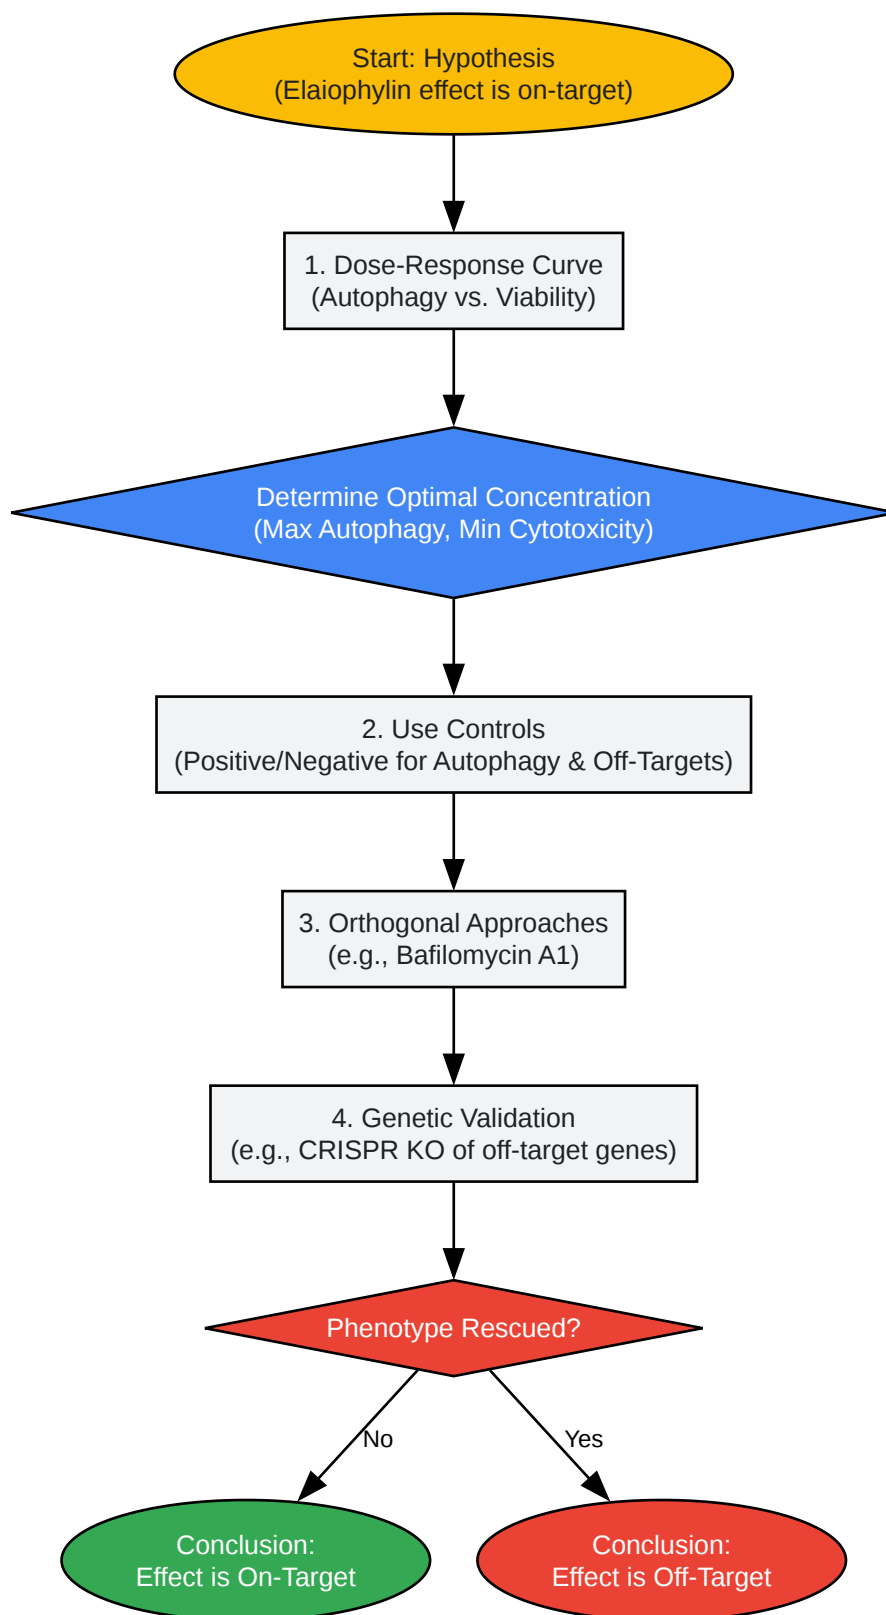 Start: Hypothesis
(Elaiophylin effect is on-target)
1. Dose-Response Curve
(Autophagy vs. Viability)
Determine Optimal Concentration
(Max Autophagy, Min Cytotoxicity)
2. Use Controls
(Positive/Negative for Autophagy & Off-Targets)
3. Orthogonal Approaches
(e.g., Bafilomycin A1)
4. Genetic Validation
(e.g., CRISPR KO of off-target genes)
Phenotype Rescued?
No
Yes
Conclusion:
Effect is On-Target
Conclusion:
Effect is Off-Target